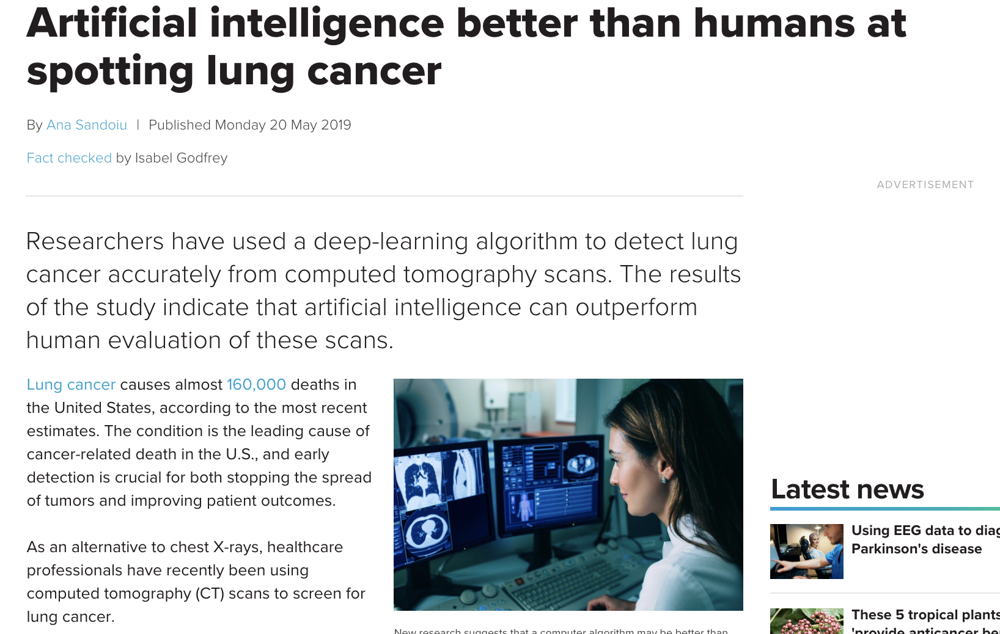 Artificial intelligence better than humans at
spotting lung cancer
By Ana Sandoiu | Published Monday 20 May 2019
Fact checked by Isabel Godfrey
ADVERTISEMENT
Researchers have used a deep-learning algorithm to detect lung
cancer accurately from computed tomography scans. The results
of the study indicate that artificial intelligence can outperform
human evaluation of these scans.
Lung cancer causes almost 160,000 deaths in
the United States, according to the most recent
estimates. The condition is the leading cause of
cancer-related death in the U.S., and early
detection is crucial for both stopping the spread
of tumors and improving patient outcomes.
As an alternative to chest X-rays, healthcare
professionals have recently been using
computed tomography (CT) scans to screen for
lung cancer.
New research suggests that a computer algorithm may be better than
Latest news
Using EEG data to diag
Parkinson's disease
These 5 tropical plants
'provide anticancer be